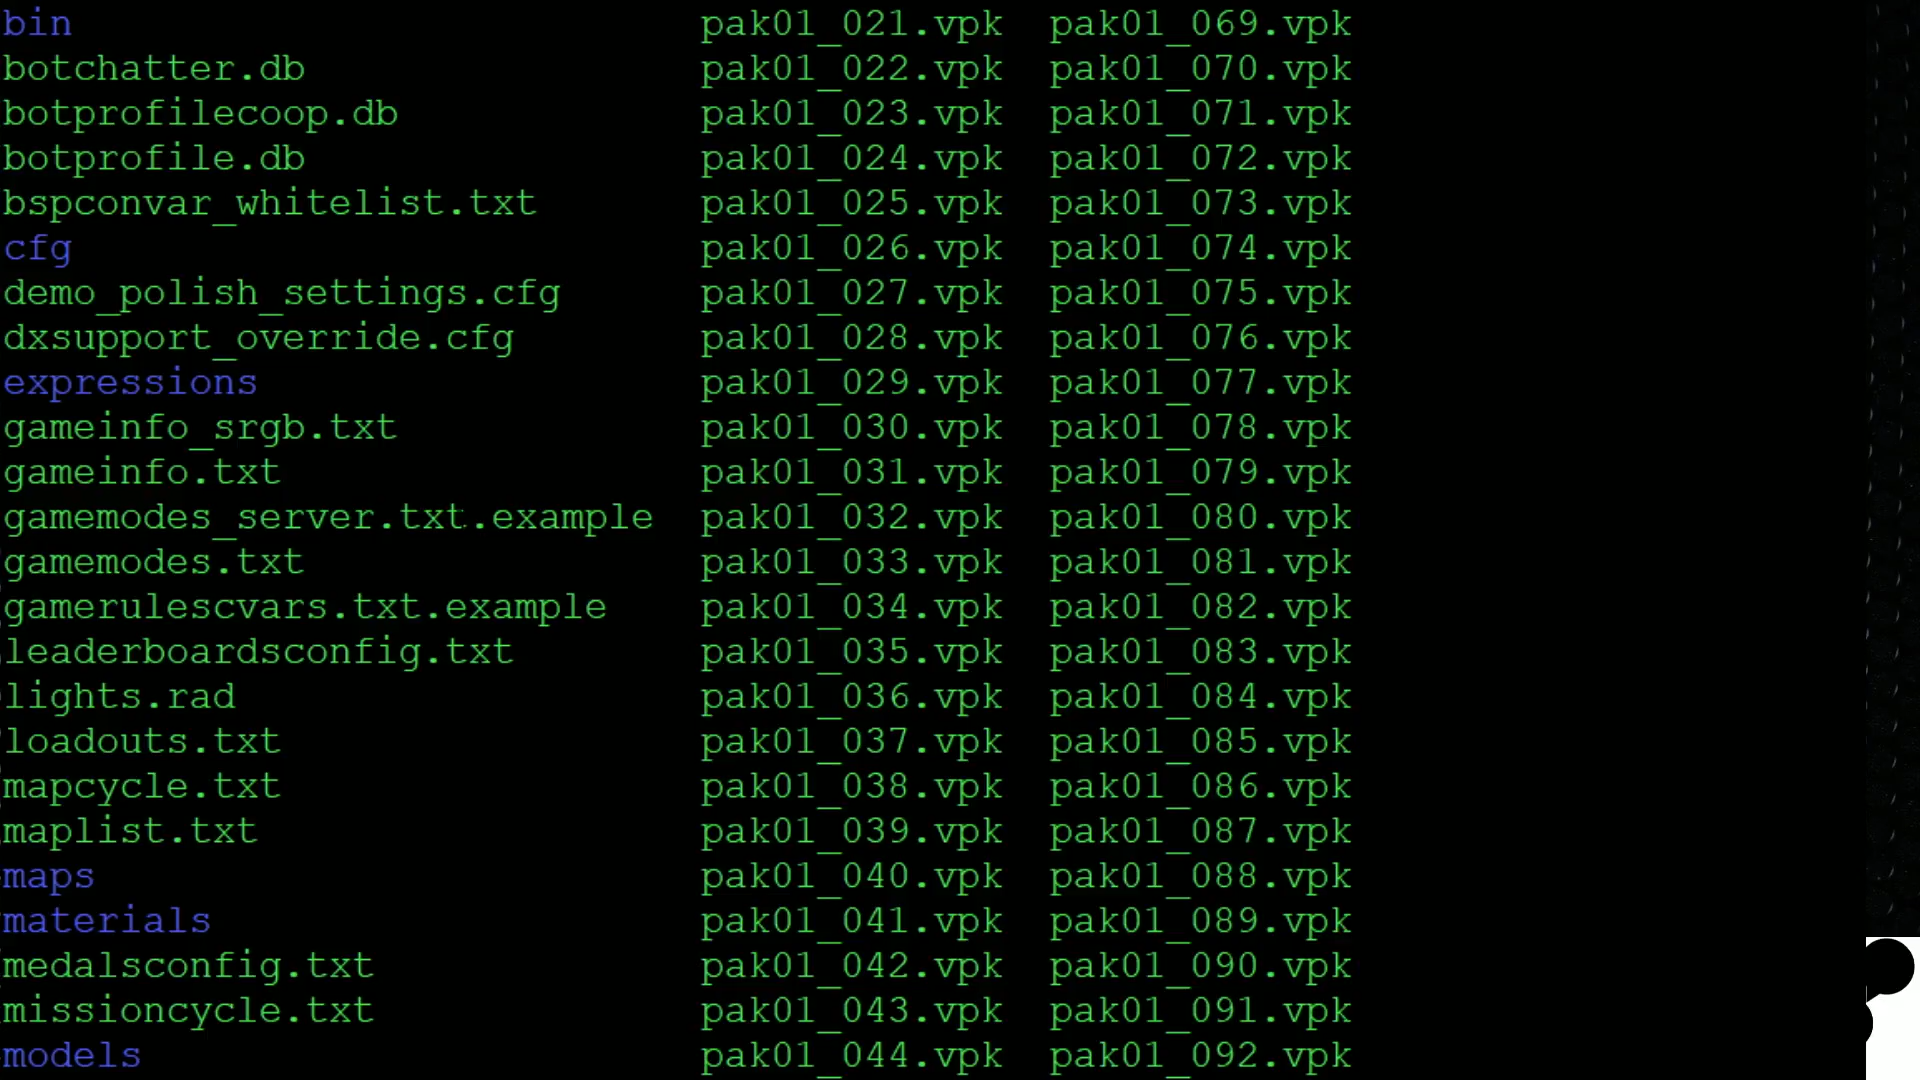 bin pak01_021.vpk pak01_069.vpk
botchatter.db pak01_022.vpk pak01_070.vpk
botprofilecoop.db pak01_023.vpk pak01_071.vpk
botprofile.db pak01_024.vpk pak01_072.vpk
bspconvar_whitelist.txt pak01_025.vpk pak01_073.vpk
cfg pak01_026.vpk pak01_074.vpk
demo_polish_settings.cfg pak01_027.vpk pak01_075.vpk
dxsupport_override.cfg pak01_028.vpk pak01_076.vpk
expressions pak01_029.vpk pak01_077.vpk
gameinfo_srgb.txt pak01_030.vpk pak01_078.vpk
gameinfo.txt pak01_031.vpk pak01_079.vpk
gamemodes_server.txt.example pak01_032.vpk pak01_080.vpk
gamemodes.txt pak01_033.vpk pak01_081.vpk
gamerulescvars.txt.example pak01_034.vpk pak01_082.vpk
leaderboardsconfig.txt pak01_035.vpk pak01_083.vpk
lights.rad pak01_036.vpk pak01_084.vpk
loadouts.txt pak01_037.vpk pak01_085.vpk
mapcycle.txt pak01_038.vpk pak01_086.vpk
maplist.txt pak01_039.vpk pak01_087.vpk
maps pak01_040.vpk pak01_088.vpk
materials pak01_041.vpk pak01_089.vpk
medalsconfig.txt pak01_042.vpk pak01_090.vpk
missioncycle.txt pak01_043.vpk pak01_091.vpk
models pak01_044.vpk pak01_092.vpk